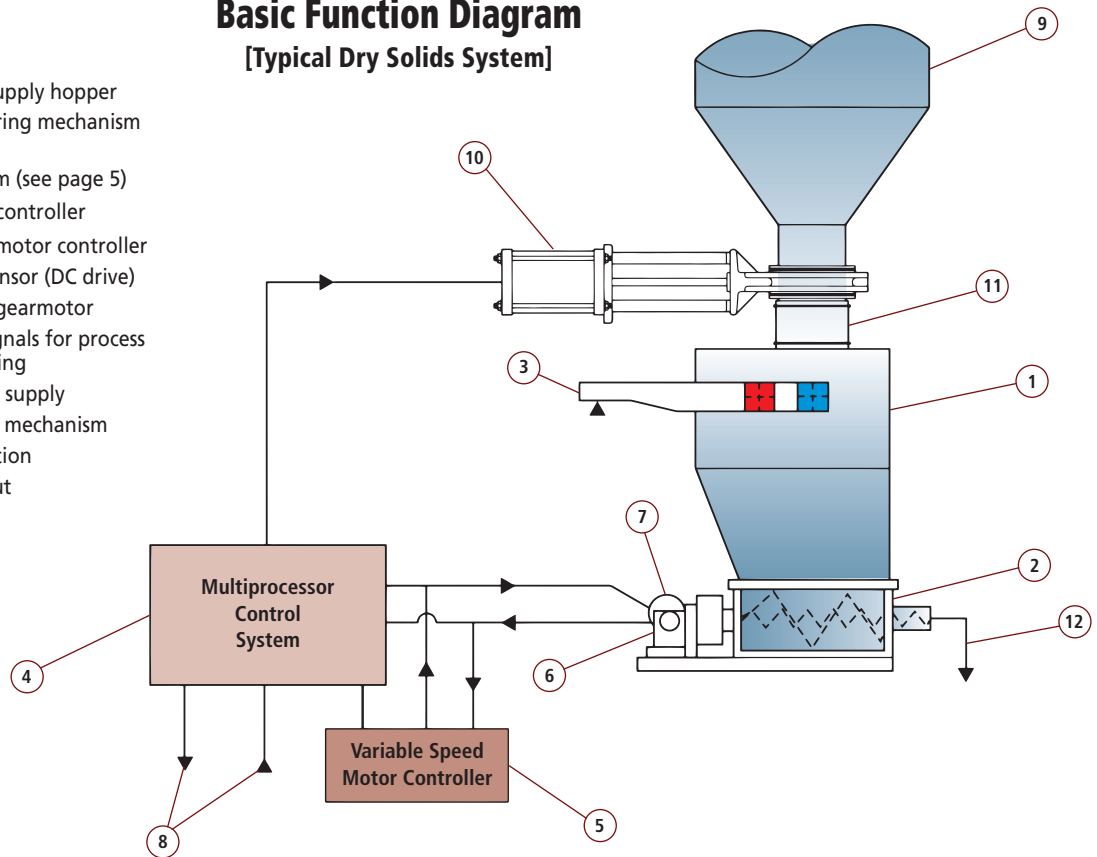 Basic Function Diagram
[Typical Dry Solids System]
upply hopper
ring mechanism
m (see page 5)
controller
motor controller
nsor (DC drive)
gearmotor
gnals for process
ing
supply
mechanism
tion
ut
9
10
11
3
1
7
2
Multiprocessor
Control
System
12
4
6
Variable Speed
Motor Controller
5
8